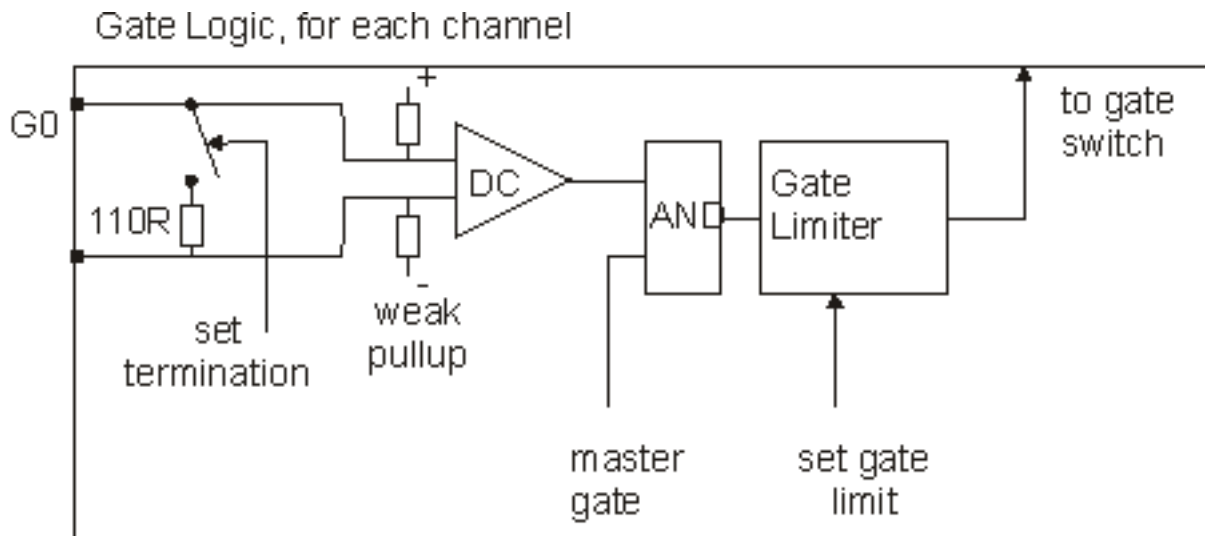 Gate Logic, for each channel
G0
110R
set
termination
+
-
weak
pullup
DC
AND
master
gate
Gate
Limiter
set gate
limit
to gate
switch